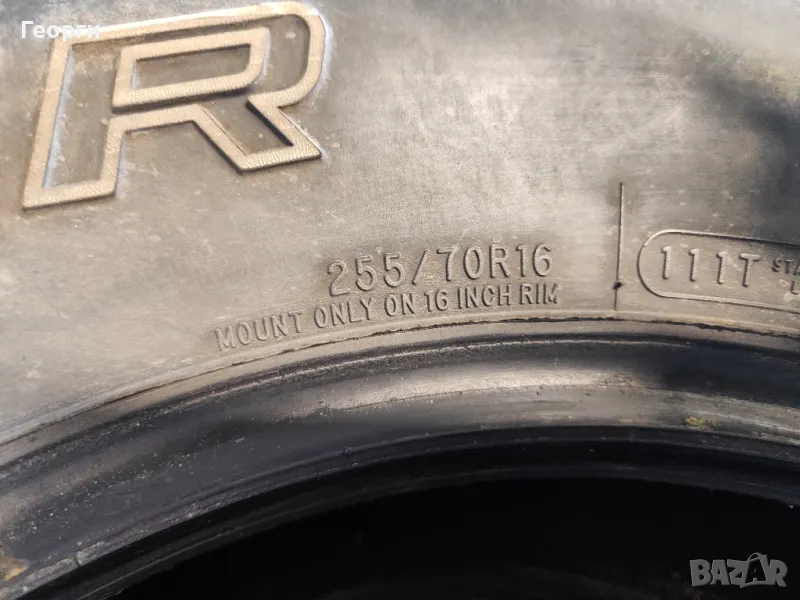 Георги
R
255/70R16
MOUNT ONLY ON 16 INCH RIM
111T
BAZAR